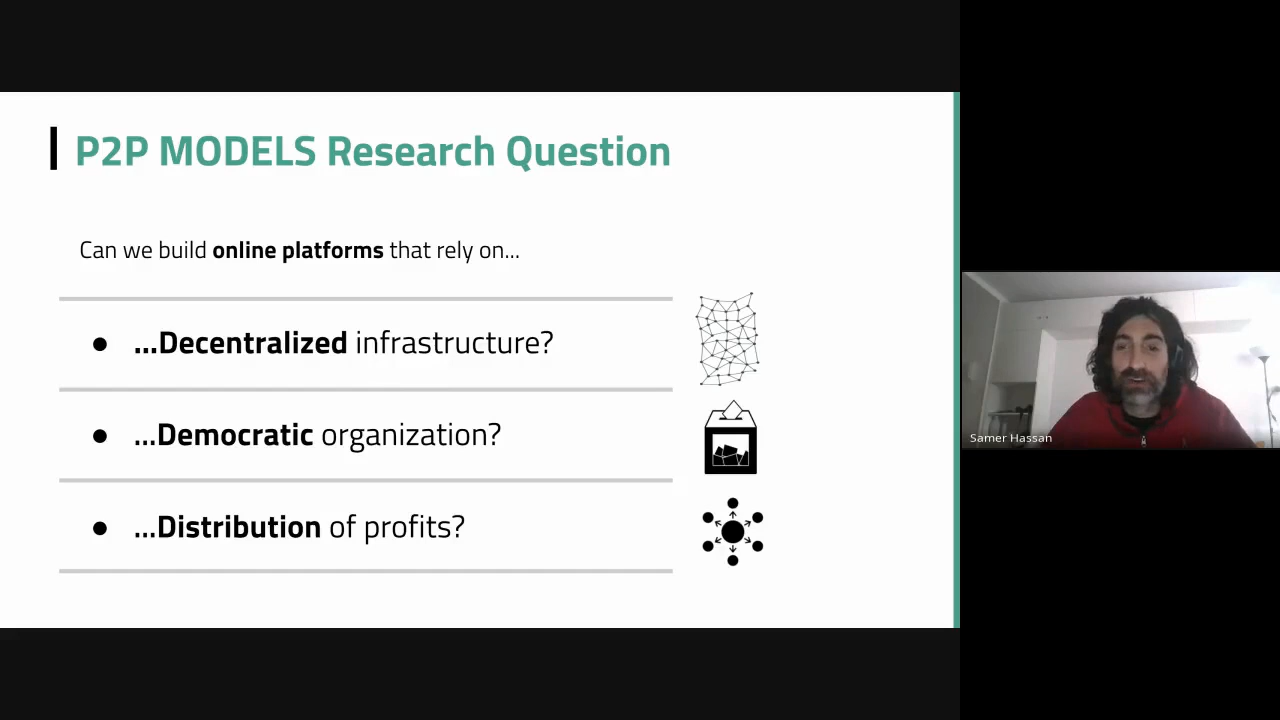 P2P MODELS Research Question
Can we build online platforms that rely on...
● ...Decentralized infrastructure?
● ...Democratic organization?
● ...Distribution of profits?
Samer Hassan